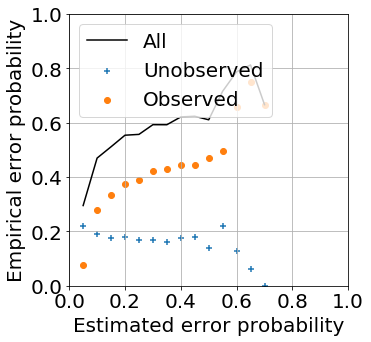 Empirical error probability
1.0
0.8
0.6
0.4
0.2
0.0
All
Unobserved
Observed
0.0 0.2 0.4 0.6 0.8 1.0
Estimated error probability